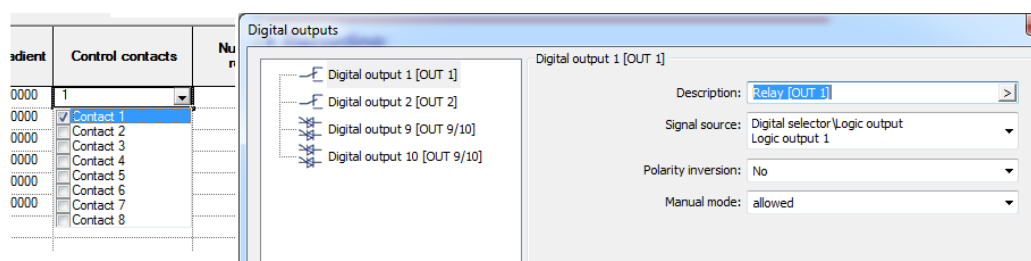 adient
Control contacts
Nu
r
0000
1
0000
Contact 1
Contact 2
0000
Contact 3
0000
Contact 4
Contact 5
0000
Contact 6
0000
Contact 7
Contact 8
Digital outputs
Digital output 1 [OUT 1]
Digital output 2 [OUT 2]
Digital output 9 [OUT 9/10]
Digital output 10 [OUT 9/10]
Digital output 1 [OUT 1]
Description: Relay [OUT 1] >
Signal source: Digital selector\Logic output
Logic output 1
Polarity inversion: No
Manual mode: allowed